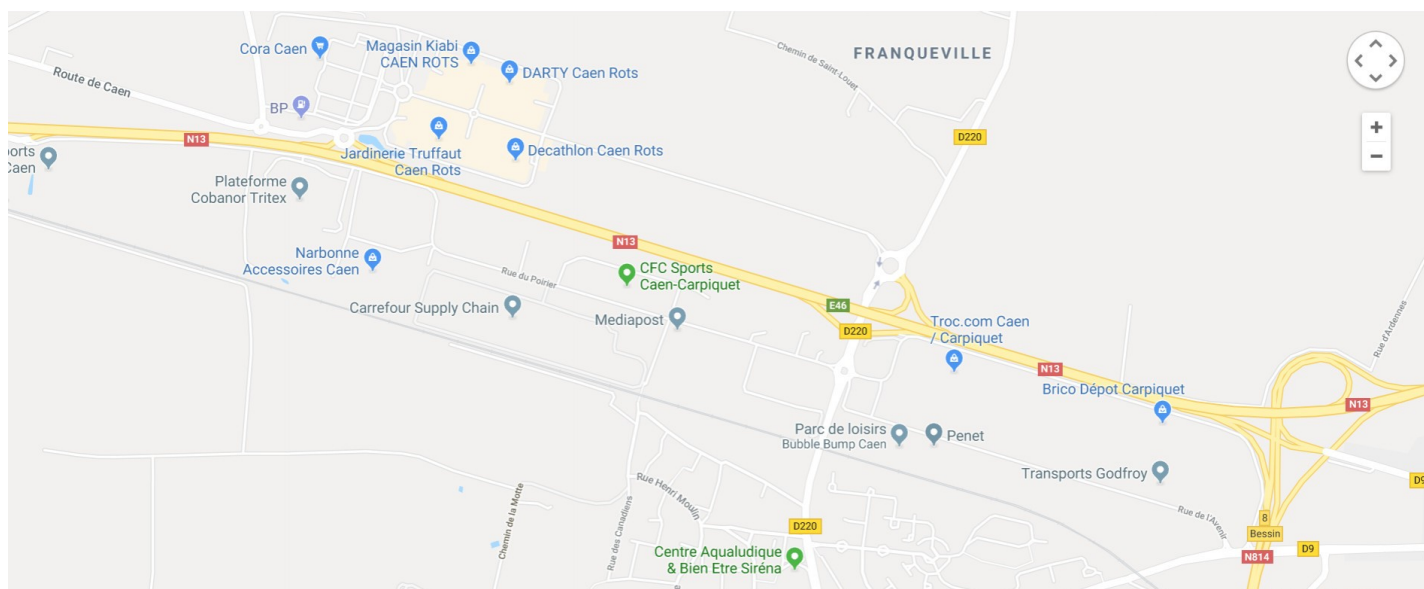 Cora Caen
Magasin Kiabi
CAEN ROTS
DARTY Caen Rots
FRANQUEVILLE
Chemin de Saint-Louet
Route de Caen
BP
N13
D220
ports
Caen
Jardinerie Truffaut
Caen Rots
Decathlon Caen Rots
Plateforme
Cobanor Tritex
N13
Narbonne
Accessoires Caen
Rue du Poirier
CFC Sports
Caen-Carpiquet
Carrefour Supply Chain
Mediapost
E46
D220
Troc.com Caen
/ Carpiquet
Rue d'Ardennes
N13
Brico Dépot Carpiquet
N13
Parc de loisirs
Bubble Bump Caen
Penet
Transports Godfroy
D9
Rue Henri Moulin
Chemin de la Motte
Rue des Canadiens
Rue de l'Avenir
D220
8
Bessin
Centre Aqualudique
& Bien Etre Siréna
N814
D9
+
−